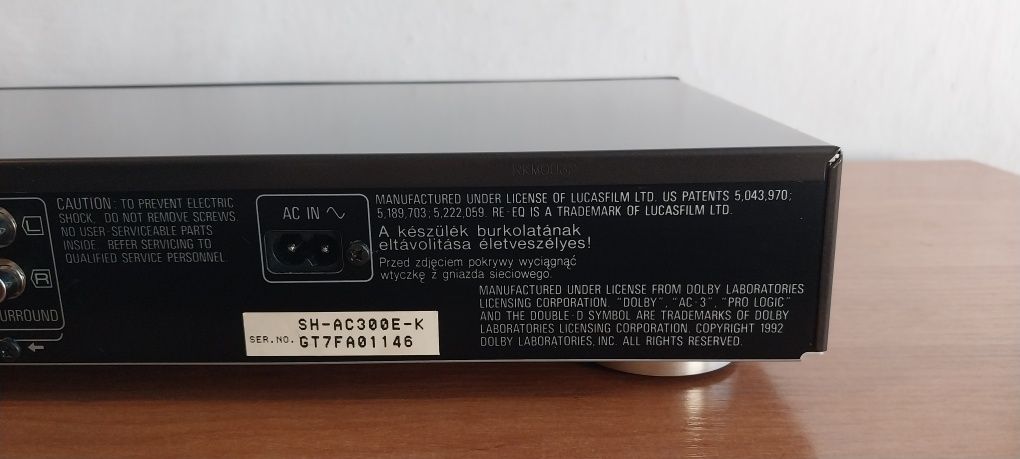 CAUTION: TO PREVENT ELECTRIC
SHOCK, DO NOT REMOVE SCREWS.
NO USER-SERVICEABLE PARTS
INSIDE. REFER SERVICING TO
QUALIFIED SERVICE PERSONNEL.
L
R
URROUND
AC IN ∿
MANUFACTURED UNDER LICENSE OF LUCASFILM LTD. US PATENTS 5,043,970;
5,189,703; 5,222,059. RE-EQ IS A TRADEMARK OF LUCASFILM LTD.
A készülék burkolatának
eltávolitása életveszélyes!
Przed zdjęciem pokrywy wyciągnąć
wtyczkę z gniazda sieciowego.
MANUFACTURED UNDER LICENSE FROM DOLBY LABORATORIES
LICENSING CORPORATION. "DOLBY", "AC-3", "PRO LOGIC"
AND THE DOUBLE-D SYMBOL ARE TRADEMARKS OF DOLBY
LABORATORIES LICENSING CORPORATION. COPYRIGHT 1992
DOLBY LABORATORIES, INC. ALL RIGHTS RESERVED.
SH-AC300E-K
SER.NO. GT7FA01146